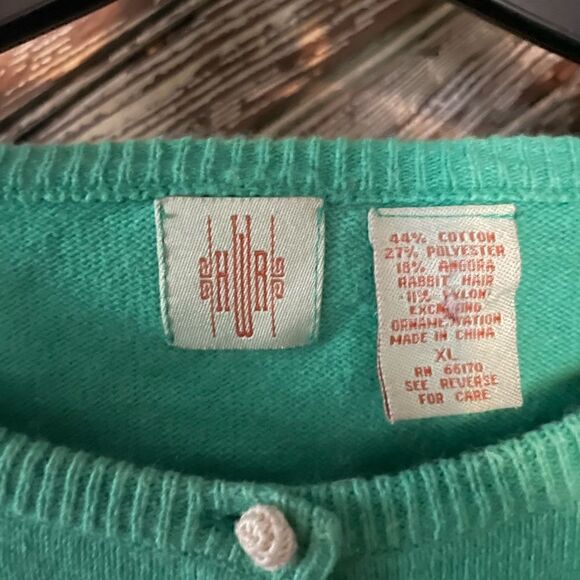 HWR
44% COTTON
27% POLYESTER
18% ANGORA
RABBIT HAIR
11% NYLON
EXCLUDING
ORNAMENTATION
MADE IN CHINA
XL
RN 66170
SEE REVERSE
FOR CARE